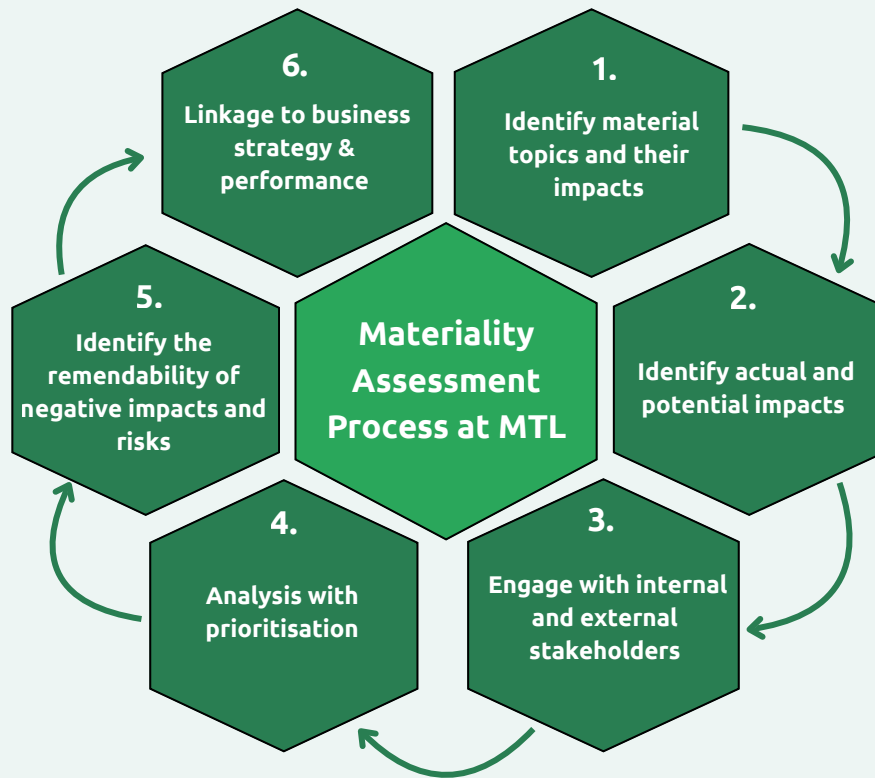 1.
Identify material
topics and their
impacts
2.
Identify actual and
potential impacts
3.
Engage with internal
and external
stakeholders
4.
Analysis with
prioritisation
5.
Identify the
remendability of
negative impacts and
risks
6.
Linkage to business
strategy &
performance
Materiality
Assessment
Process at MTL